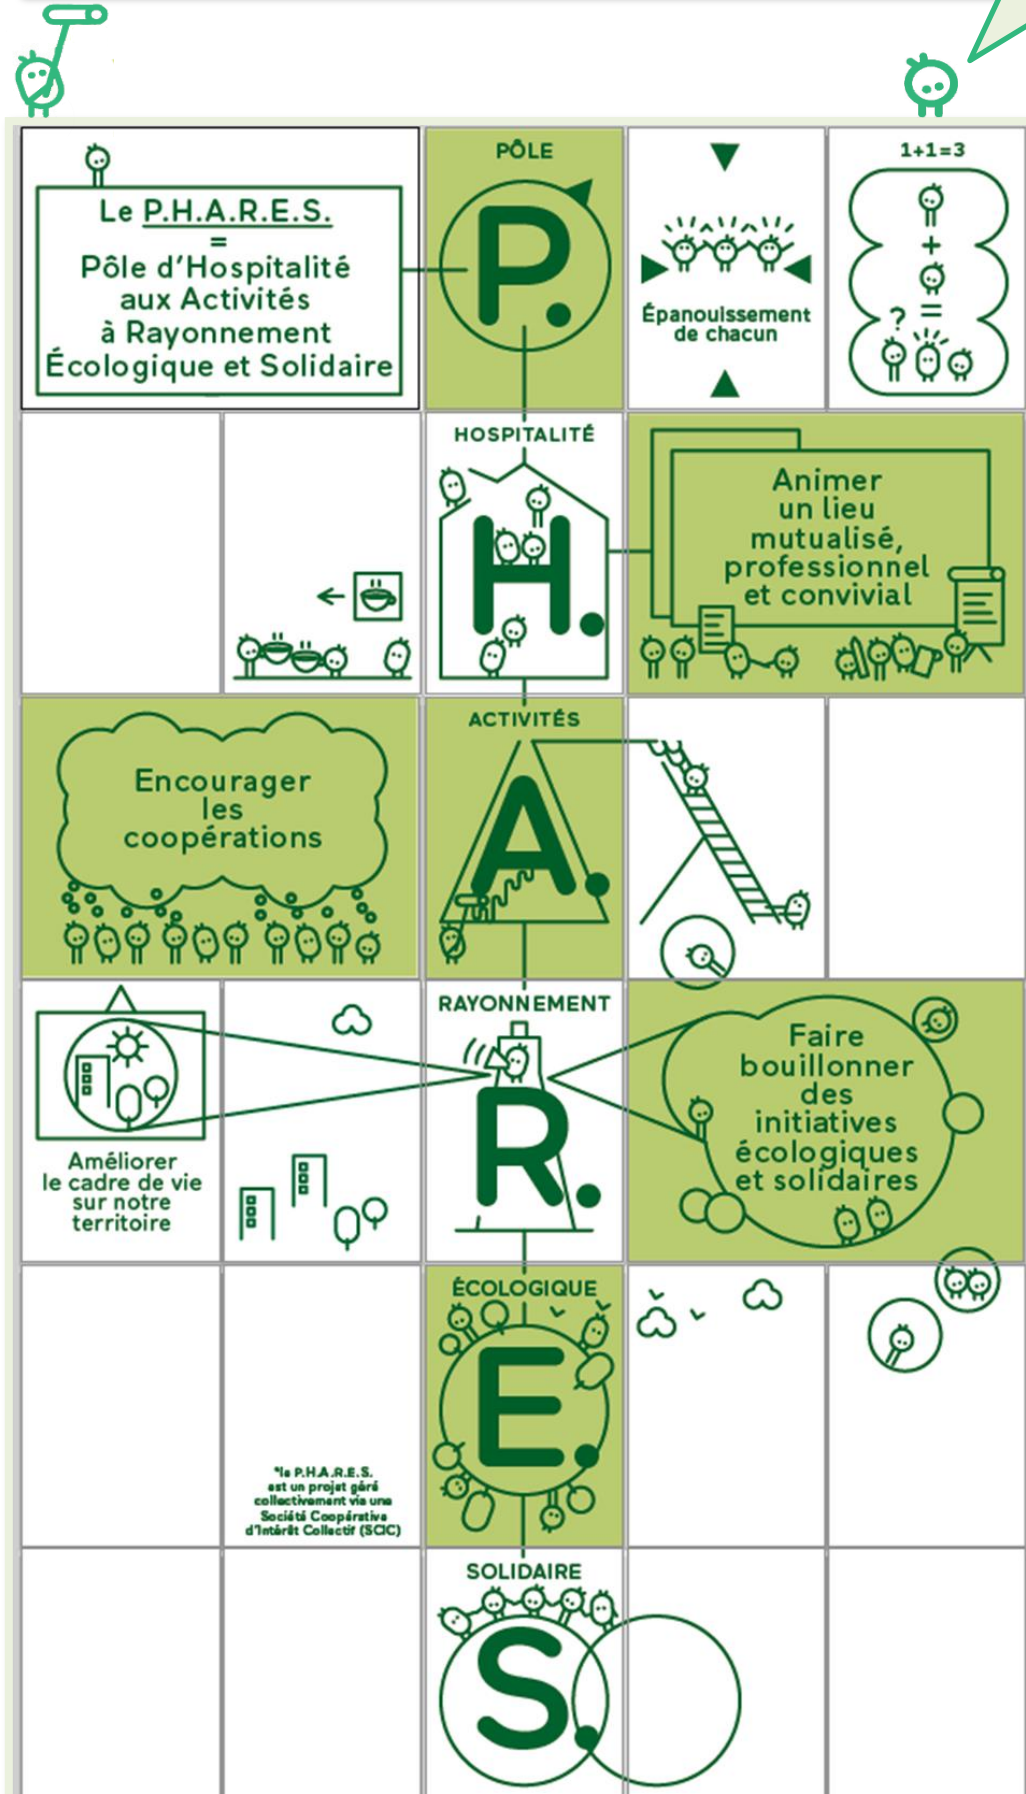 Le P.H.A.R.E.S.
=
Pôle d'Hospitalité
aux Activités
à Rayonnement
Écologique et Solidaire
PÔLE
P.
Épanouissement
de chacun
1+1=3
+
=
?
HOSPITALITÉ
H.
Animer
un lieu
mutualisé,
professionnel
et convivial
Encourager
les
coopérations
ACTIVITÉS
A.
Améliorer
le cadre de vie
sur notre
territoire
RAYONNEMENT
R.
Faire
bouillonner
des
initiatives
écologiques
et solidaires
*le P.H.A.R.E.S.
est un projet géré
collectivement via une
Société Coopérative
d'Intérêt Collectif (SCIC)
ÉCOLOGIQUE
E.
SOLIDAIRE
S.